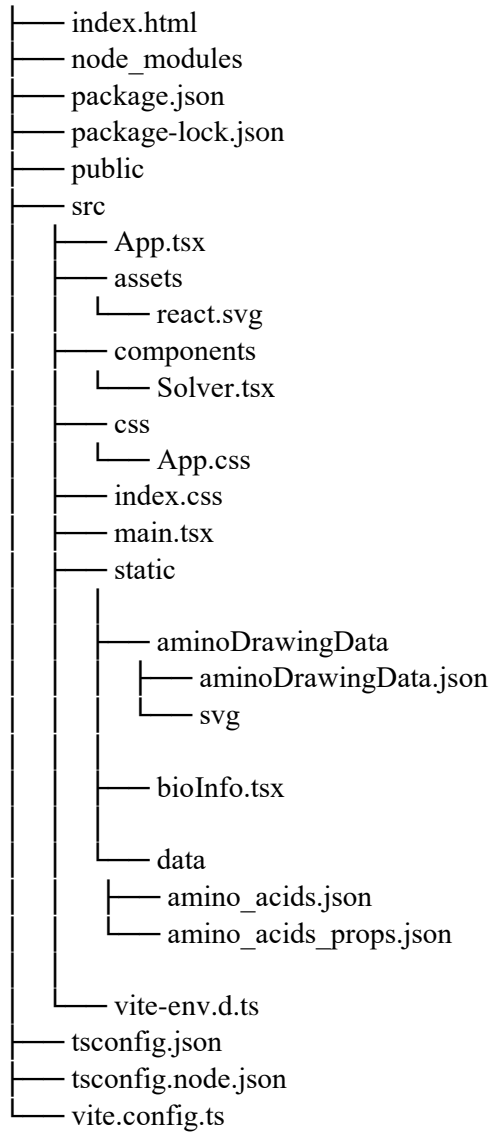 index.html
node_modules
package.json
package-lock.json
public
src
App.tsx
assets
react.svg
components
Solver.tsx
css
App.css
index.css
main.tsx
static
aminoDrawingData
aminoDrawingData.json
svg
bioInfo.tsx
data
amino_acids.json
amino_acids_props.json
vite-env.d.ts
tsconfig.json
tsconfig.node.json
vite.config.ts